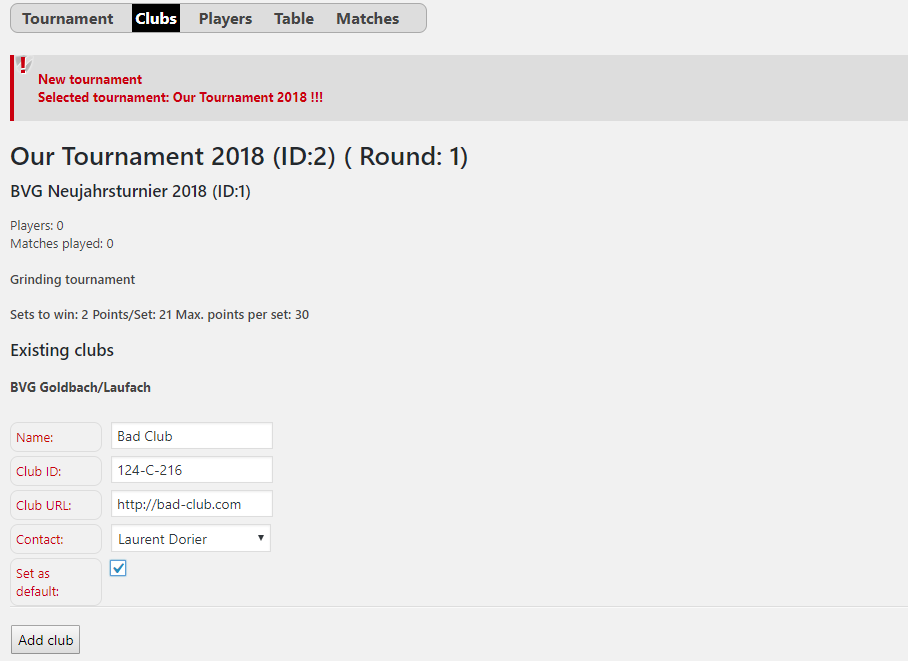 Tournament Clubs Players Table Matches
New tournament
Selected tournament: Our Tournament 2018 !!!
Our Tournament 2018 (ID:2) ( Round: 1)
BVG Neujahrsturnier 2018 (ID:1)
Players: 0
Matches played: 0
Grinding tournament
Sets to win: 2 Points/Set: 21 Max. points per set: 30
Existing clubs
BVG Goldbach/Laufach
Name: Bad Club
Club ID: 124-C-216
Club URL: http://bad-club.com
Contact: Laurent Dorier
Set as
default:
Add club